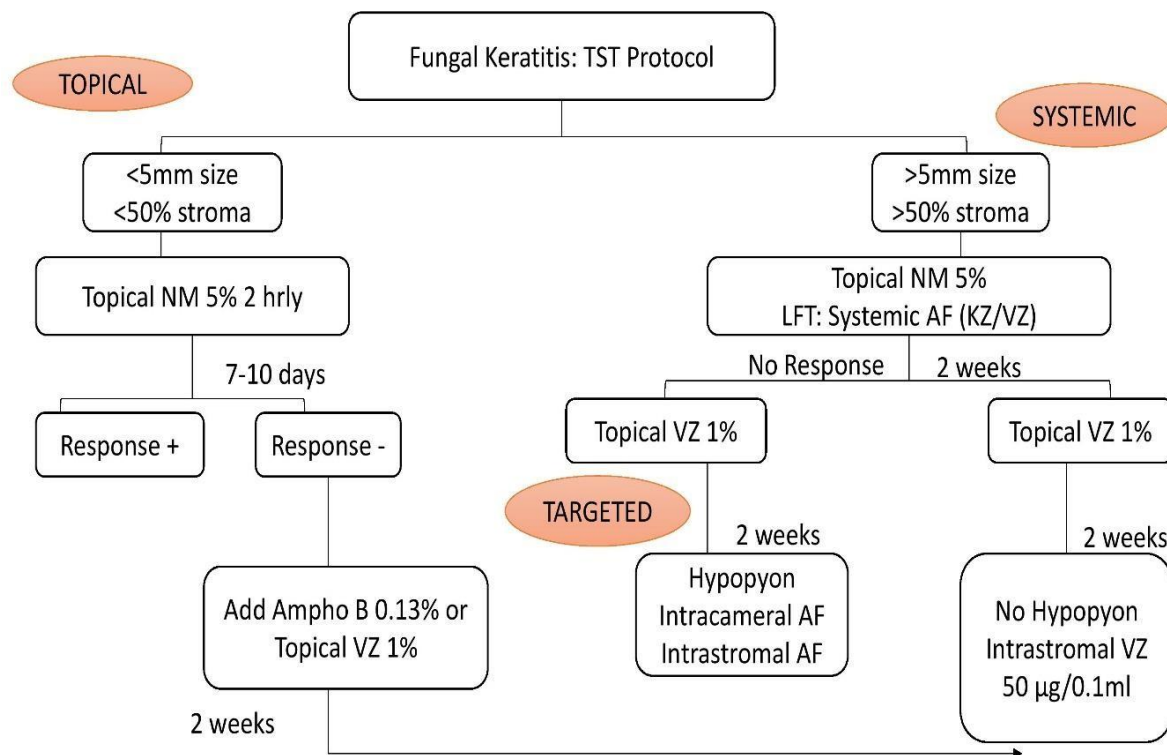 Fungal Keratitis: TST Protocol
TOPICAL
SYSTEMIC
<5mm size
<50% stroma
>5mm size
>50% stroma
Topical NM 5% 2 hrly
Topical NM 5%
LFT: Systemic AF (KZ/VZ)
7-10 days
No Response
2 weeks
Response +
Response -
Topical VZ 1%
Topical VZ 1%
TARGETED
2 weeks
2 weeks
Add Ampho B 0.13% or
Topical VZ 1%
Hypopyon
Intracameral AF
Intrastromal AF
No Hypopyon
Intrastromal VZ
50 µg/0.1ml
2 weeks